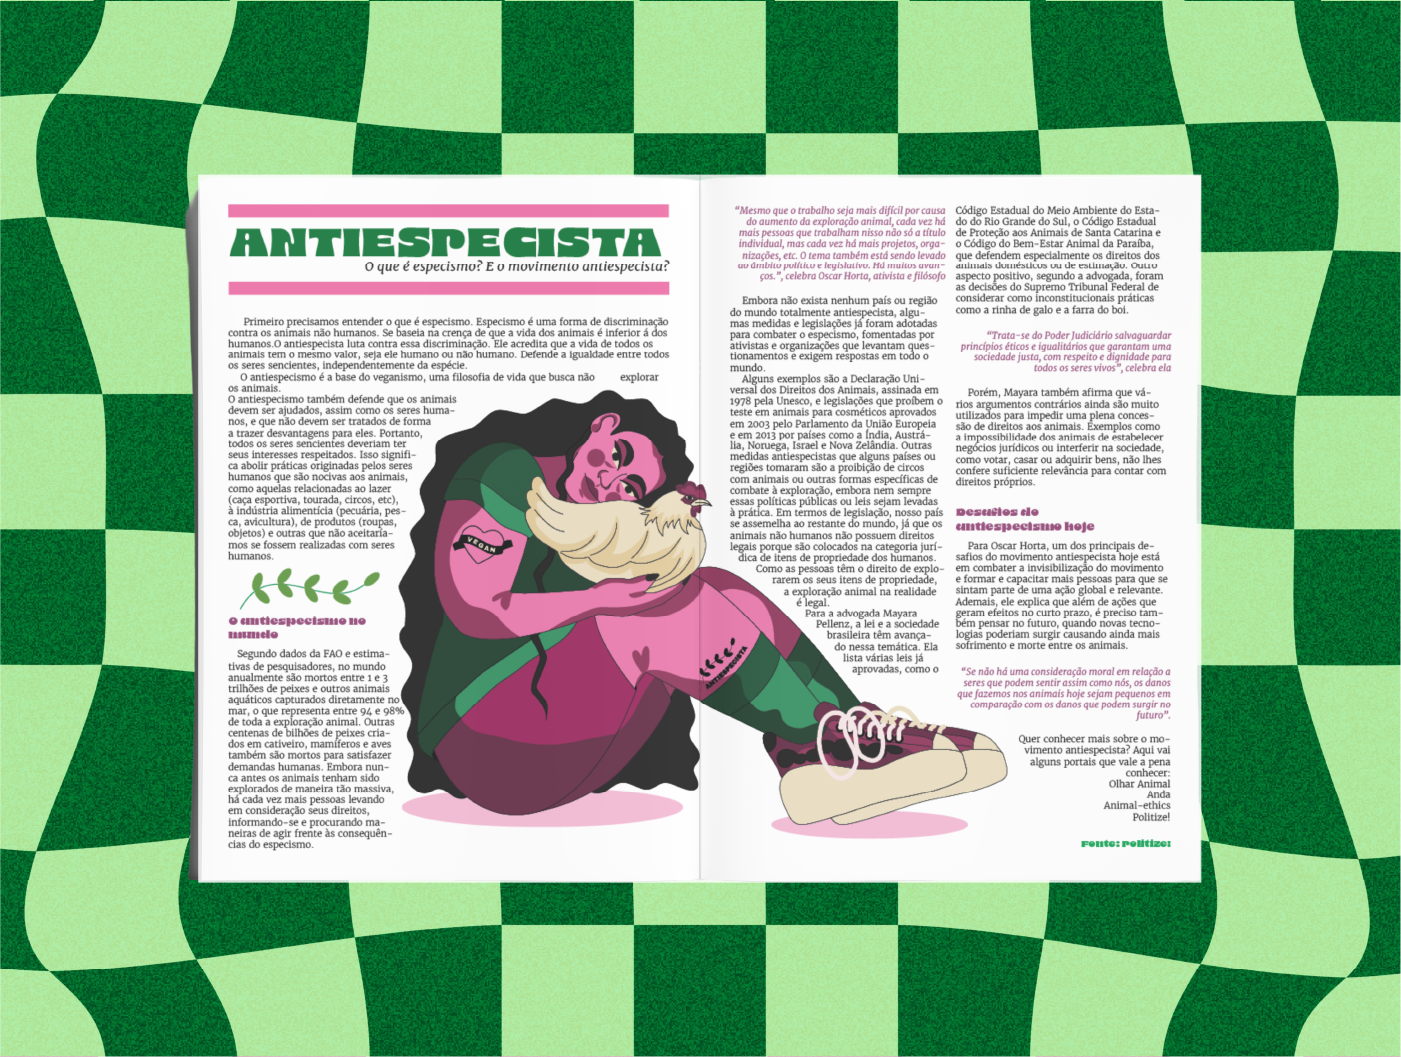 ANTIESPECISTA
O que é especismo? E o movimento antiespecista?
Primeiro precisamos entender o que é especismo. Especismo é uma forma de discriminação
contra os animais não humanos. Se baseia na crença de que a vida dos animais é inferior á dos
humanos.O antiespecista luta contra essa discriminação. Ele acredita que a vida de todos os
animais tem o mesmo valor, seja ele humano ou não humano. Defende a igualdade entre todos
os seres sencientes, independentemente da espécie.
O antiespecismo é a base do veganismo, uma filosofia de vida que busca não explorar
os animais.
O antiespecismo também defende que os animais
devem ser ajudados, assim como os seres huma-
nos, e que não devem ser tratados de forma
a trazer desvantagens para eles. Portanto,
todos os seres sencientes deveriam ter
seus interesses respeitados. Isso signifi-
ca abolir práticas originadas pelos seres
humanos que são nocivas aos animais,
como aquelas relacionadas ao lazer
(caça esportiva, tourada, circos, etc),
à indústria alimentícia (pecuária, pes-
ca, avicultura), de produtos (roupas,
objetos) e outras que não aceitaría-
mos se fossem realizadas com seres
humanos.
O antiespecismo no
mundo
Segundo dados da FAO e estima-
tivas de pesquisadores, no mundo
anualmente são mortos entre 1 e 3
trilhões de peixes e outros animais
aquáticos capturados diretamente no
mar, o que representa entre 94 e 98%
de toda a exploração animal. Outras
centenas de bilhões de peixes cria-
dos em cativeiro, mamíferos e aves
também são mortos para satisfazer
demandas humanas. Embora nun-
ca antes os animais tenham sido
explorados de maneira tão massiva,
há cada vez mais pessoas levando
em consideração seus direitos,
informando-se e procurando ma-
neiras de agir frente às consequên-
cias do especismo.
VEGAN
ANTIESPECISTA
“Mesmo que o trabalho seja mais difícil por causa
do aumento da exploração animal, cada vez há
mais pessoas que trabalham nisso não só a título
individual, mas cada vez há mais projetos, orga-
nizações, etc. O tema também está sendo levado
ao âmbito político e legislativo. Há muitos avan-
ços.”, celebra Oscar Horta, ativista e filósofo
Embora não exista nenhum país ou região
do mundo totalmente antiespecista, algu-
mas medidas e legislações já foram adotadas
para combater o especismo, fomentadas por
ativistas e organizações que levantam ques-
tionamentos e exigem respostas em todo o
mundo.
Alguns exemplos são a Declaração Uni-
versal dos Direitos dos Animais, assinada em
1978 pela Unesco, e legislações que proíbem o
teste em animais para cosméticos aprovados
em 2003 pelo Parlamento da União Europeia
e em 2013 por países como a Índia, Austrá-
lia, Noruega, Israel e Nova Zelândia. Outras
medidas antiespecistas que alguns países ou
regiões tomaram são a proibição de circos
com animais ou outras formas específicas de
combate à exploração, embora nem sempre
essas políticas públicas ou leis sejam levadas
à prática. Em termos de legislação, nosso país
se assemelha ao restante do mundo, já que os
animais não humanos não possuem direitos
legais porque são colocados na categoria jurí-
dica de itens de propriedade dos humanos.
Como as pessoas têm o direito de explo-
rarem os seus itens de propriedade,
a exploração animal na realidade
é legal.
Para a advogada Mayara
Pellenz, a lei e a sociedade
brasileira têm avança-
do nessa temática. Ela
lista várias leis já
aprovadas, como o
Código Estadual do Meio Ambiente do Esta-
do do Rio Grande do Sul, o Código Estadual
de Proteção aos Animais de Santa Catarina e
o Código do Bem-Estar Animal da Paraíba,
que defendem especialmente os direitos dos
animais domésticos ou de estimação. Outro
aspecto positivo, segundo a advogada, foram
as decisões do Supremo Tribunal Federal de
considerar como inconstitucionais práticas
como a rinha de galo e a farra do boi.
“Trata-se do Poder Judiciário salvaguardar
princípios éticos e igualitários que garantam uma
sociedade justa, com respeito e dignidade para
todos os seres vivos”, celebra ela
Porém, Mayara também afirma que vá-
rios argumentos contrários ainda são muito
utilizados para impedir uma plena conces-
são de direitos aos animais. Exemplos como
a impossibilidade dos animais de estabelecer
negócios jurídicos ou interferir na sociedade,
como votar, casar ou adquirir bens, não lhes
confere suficiente relevância para contar com
direitos próprios.
Desafios do
antiespecismo hoje
Para Oscar Horta, um dos principais de-
safios do movimento antiespecista hoje está
em combater a invisibilização do movimento
e formar e capacitar mais pessoas para que se
sintam parte de uma ação global e relevante.
Ademais, ele explica que além de ações que
geram efeitos no curto prazo, é preciso tam-
bém pensar no futuro, quando novas tecno-
logias poderiam surgir causando ainda mais
sofrimento e morte entre os animais.
“Se não há uma consideração moral em relação a
seres que podem sentir assim como nós, os danos
que fazemos nos animais hoje sejam pequenos em
comparação com os danos que podem surgir no
futuro”.
Quer conhecer mais sobre o mo-
vimento antiespecista? Aqui vai
alguns portais que vale a pena
conhecer:
Olhar Animal
Anda
Animal-ethics
Politize!
Fonte: Politize!